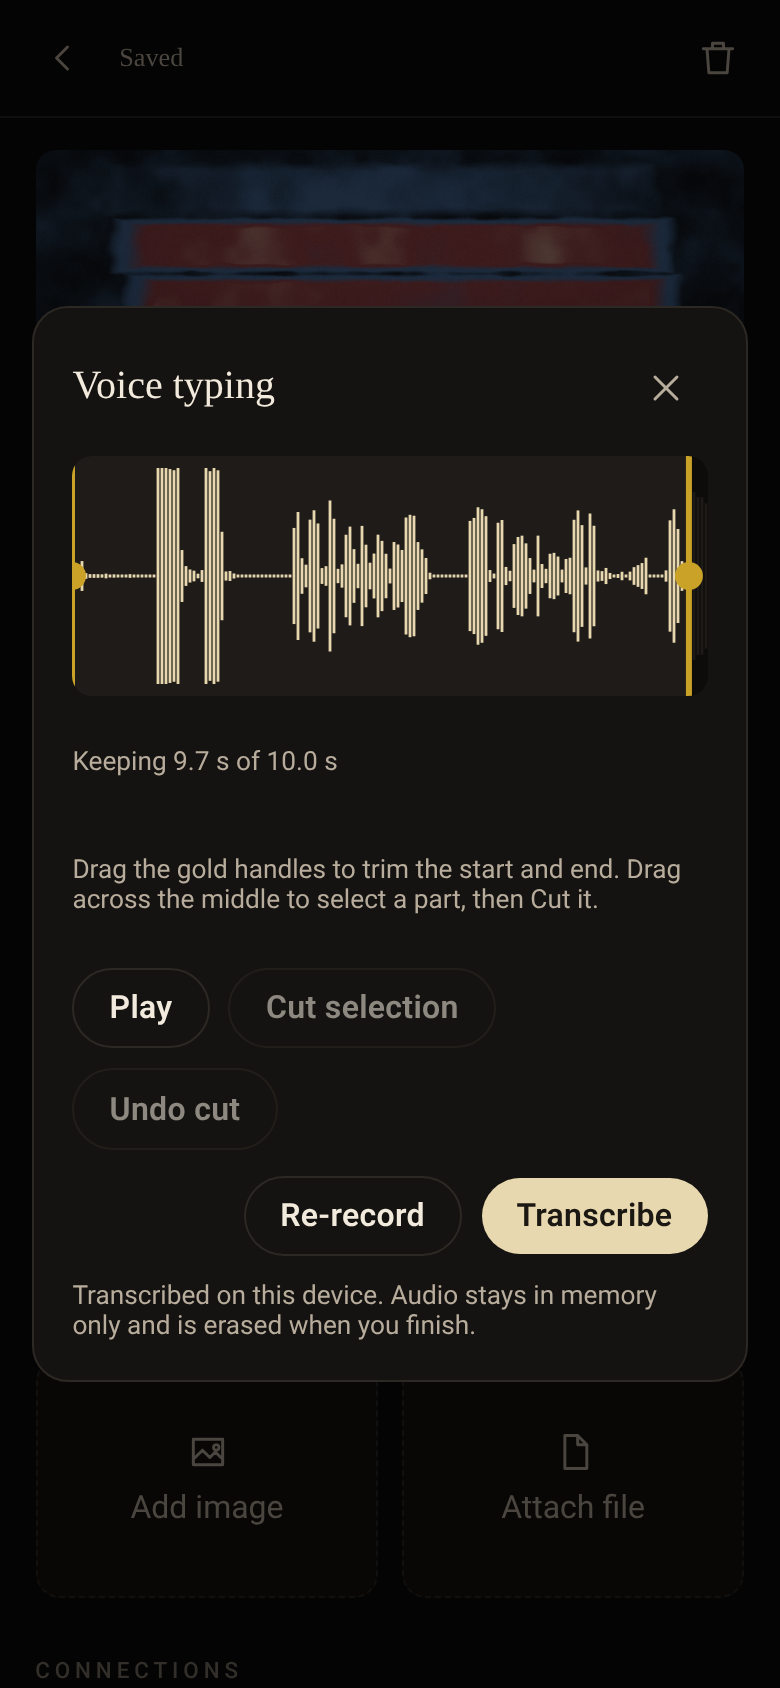 Saved
Voice typing
Keeping 9.7 s of 10.0 s
Drag the gold handles to trim the start and end. Drag
across the middle to select a part, then Cut it.
Play
Cut selection
Undo cut
Re-record
Transcribe
Transcribed on this device. Audio stays in memory
only and is erased when you finish.
Add image
Attach file
CONNECTIONS